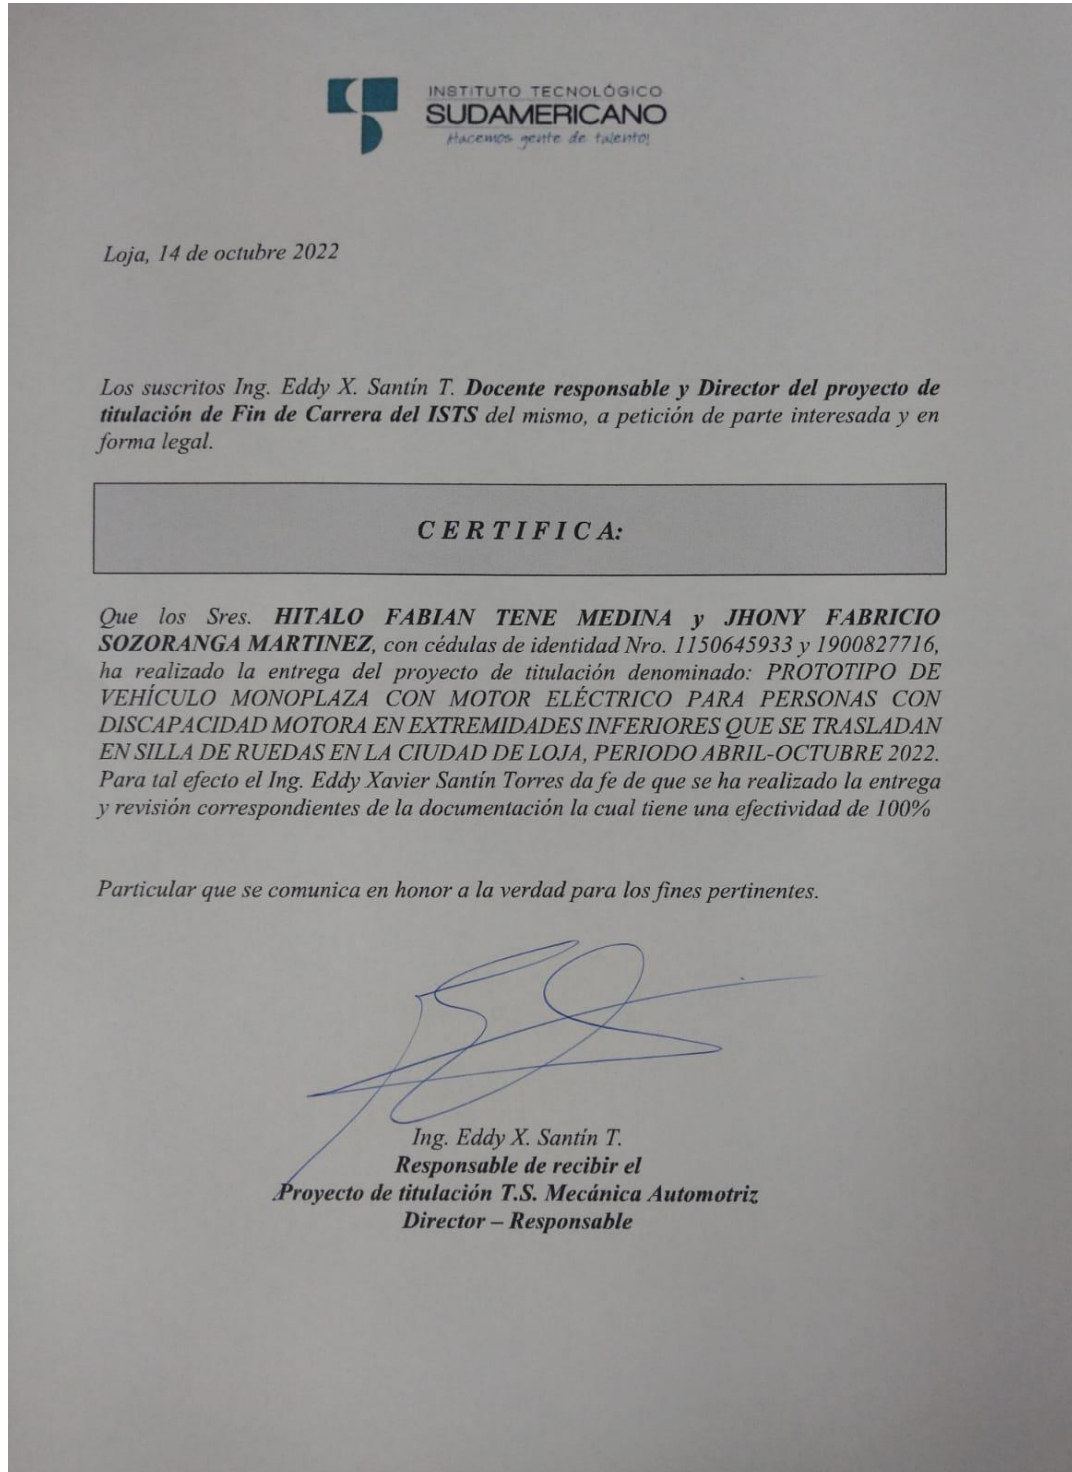 INSTITUTO TECNOLÓGICO
SUDAMERICANO
Hacemos gente de talento!
Loja, 14 de octubre 2022
Los suscritos Ing. Eddy X. Santín T. Docente responsable y Director del proyecto de
titulación de Fin de Carrera del ISTS del mismo, a petición de parte interesada y en
forma legal.
C E R T I F I C A:
Que los Sres. HITALO FABIAN TENE MEDINA y JHONY FABRICIO
SOZORANGA MARTINEZ, con cédulas de identidad Nro. 1150645933 y 1900827716,
ha realizado la entrega del proyecto de titulación denominado: PROTOTIPO DE
VEHÍCULO MONOPLAZA CON MOTOR ELÉCTRICO PARA PERSONAS CON
DISCAPACIDAD MOTORA EN EXTREMIDADES INFERIORES QUE SE TRASLADAN
EN SILLA DE RUEDAS EN LA CIUDAD DE LOJA, PERIODO ABRIL-OCTUBRE 2022.
Para tal efecto el Ing. Eddy Xavier Santín Torres da fe de que se ha realizado la entrega
y revisión correspondientes de la documentación la cual tiene una efectividad de 100%
Particular que se comunica en honor a la verdad para los fines pertinentes.
Ing. Eddy X. Santín T.
Responsable de recibir el
Proyecto de titulación T.S. Mecánica Automotriz
Director – Responsable